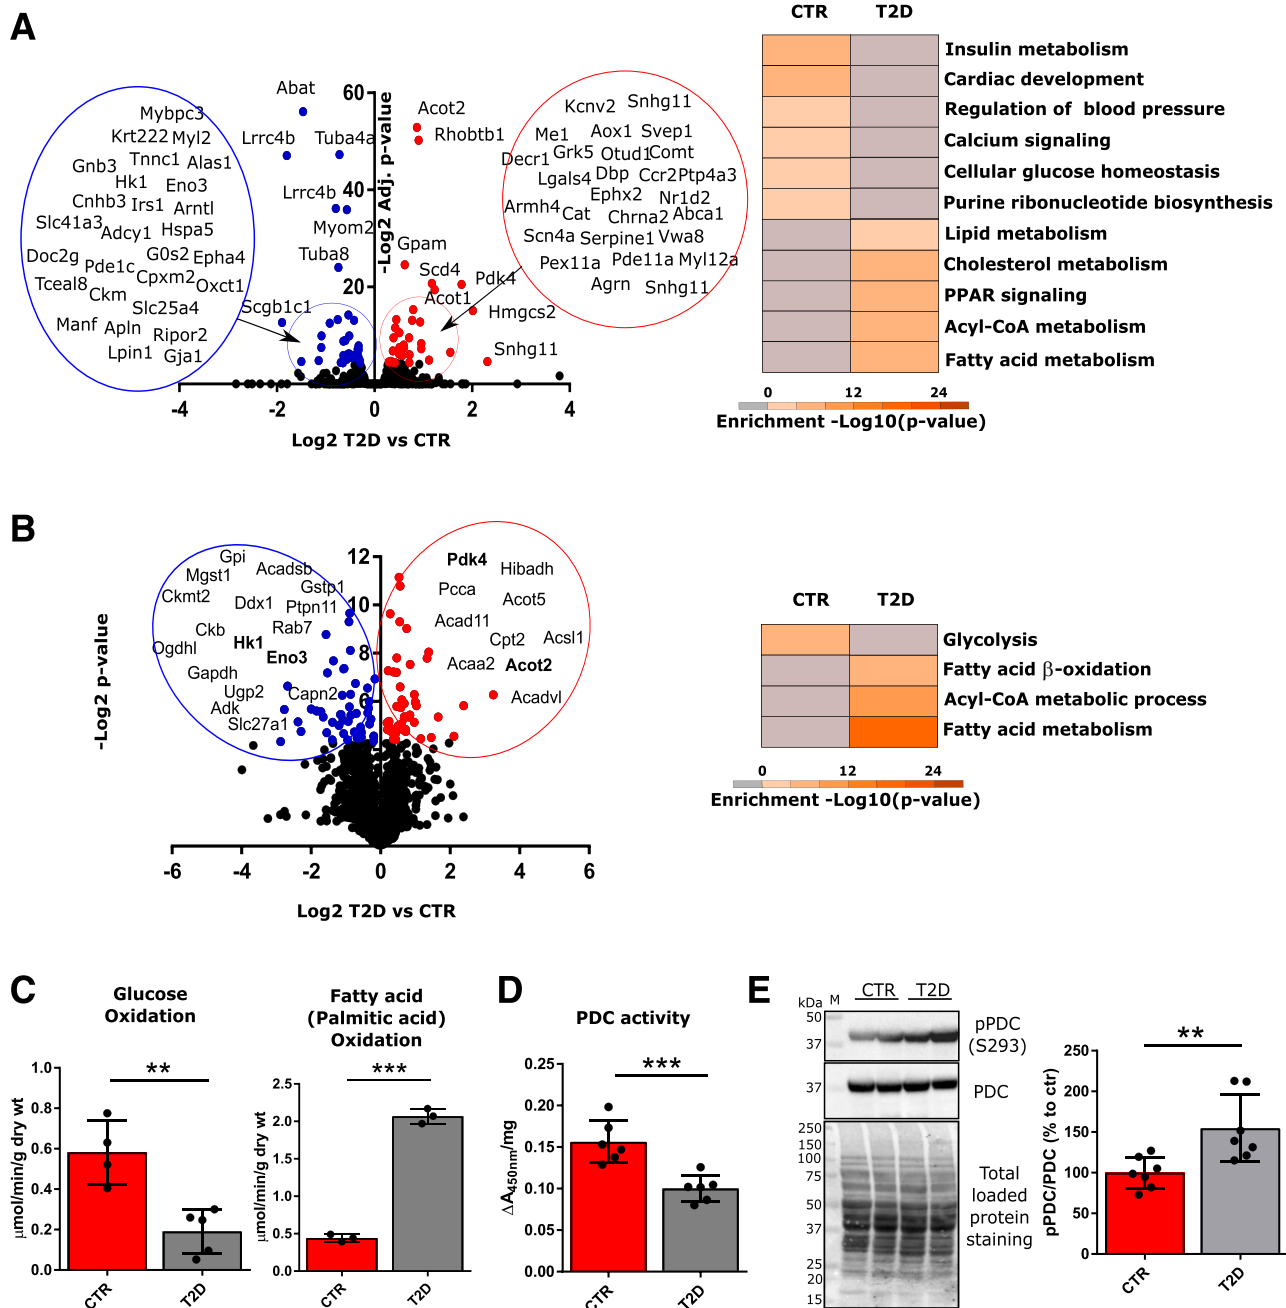 A
CTR T2D
Insulin metabolism
Cardiac development
Regulation of blood pressure
Calcium signaling
Cellular glucose homeostasis
Purine ribonucleotide biosynthesis
Lipid metabolism
Cholesterol metabolism
PPAR signaling
Acyl-CoA metabolism
Fatty acid metabolism
0 12 24
Enrichment -Log10(p-value)
Mybpc3
Krt222 Myl2
Tnnc1 Alas1
Gnb3
Hk1 Eno3
Cnhb3 Irs1 Arntl
Slc41a3 Adcy1 Hspa5
Doc2g G0s2 Epha4
Pde1c Cpxm2
Tceal8 Ckm Oxct1
Slc25a4
Manf Apln Ripor2
Lpin1 Gja1
Abat
Lrrc4b Tuba4a
Lrrc4b
Myom2
Tuba8
Scgb1c1
60
40
20
-Log2 Adj. p-value
Acot2
Rhobtb1
Gpam
Scd4 Pdk4
Acot1
Hmgcs2
Snhg11
Kcnv2 Snhg11
Me1 Aox1 Svep1
Decr1 Grk5 Otud1 Comt
Lgals4 Dbp Ccr2 Ptp4a3
Ephx2 Nr1d2
Armh4 Cat Chrna2 Abca1
Scn4a Serpine1 Vwa8
Pex11a Pde11a Myl12a
Agrn Snhg11
-4 -2 0 2 4
Log2 T2D vs CTR
B
-Log2 p-value
12
10
8
6
Gpi
Mgst1 Acadsb
Ckmt2 Gstp1
Ddx1 Ptpn11
Ckb Rab7
Ogdhl Hk1
Eno3
Gapdh
Ugp2 Capn2
Adk
Slc27a1
Pdk4
Hibadh
Pcca
Acot5
Acad11
Cpt2 Acsl1
Acaa2 Acot2
Acadvl
-6 -4 -2 0 2 4 6
Log2 T2D vs CTR
CTR T2D
Glycolysis
Fatty acid β-oxidation
Acyl-CoA metabolic process
Fatty acid metabolism
0 12 24
Enrichment -Log10(p-value)
C
Glucose
Oxidation
**
µmol/min/g dry wt
1.0
0.8
0.6
0.4
0.2
0.0
CTR T2D
Fatty acid
(Palmitic acid)
Oxidation
***
µmol/min/g dry wt
2.5
2.0
1.5
1.0
0.5
0.0
CTR T2D
D
PDC activity
***
ΔA450nm/mg
0.25
0.20
0.15
0.10
0.05
0.00
CTR T2D
E
kDa M CTR T2D
50
37
pPDC
(S293)
37
PDC
250
150
100
75
50
37
25
20
15
Total
loaded
protein
staining
**
pPDC/PDC (% to ctr)
250
200
150
100
50
0
CTR T2D